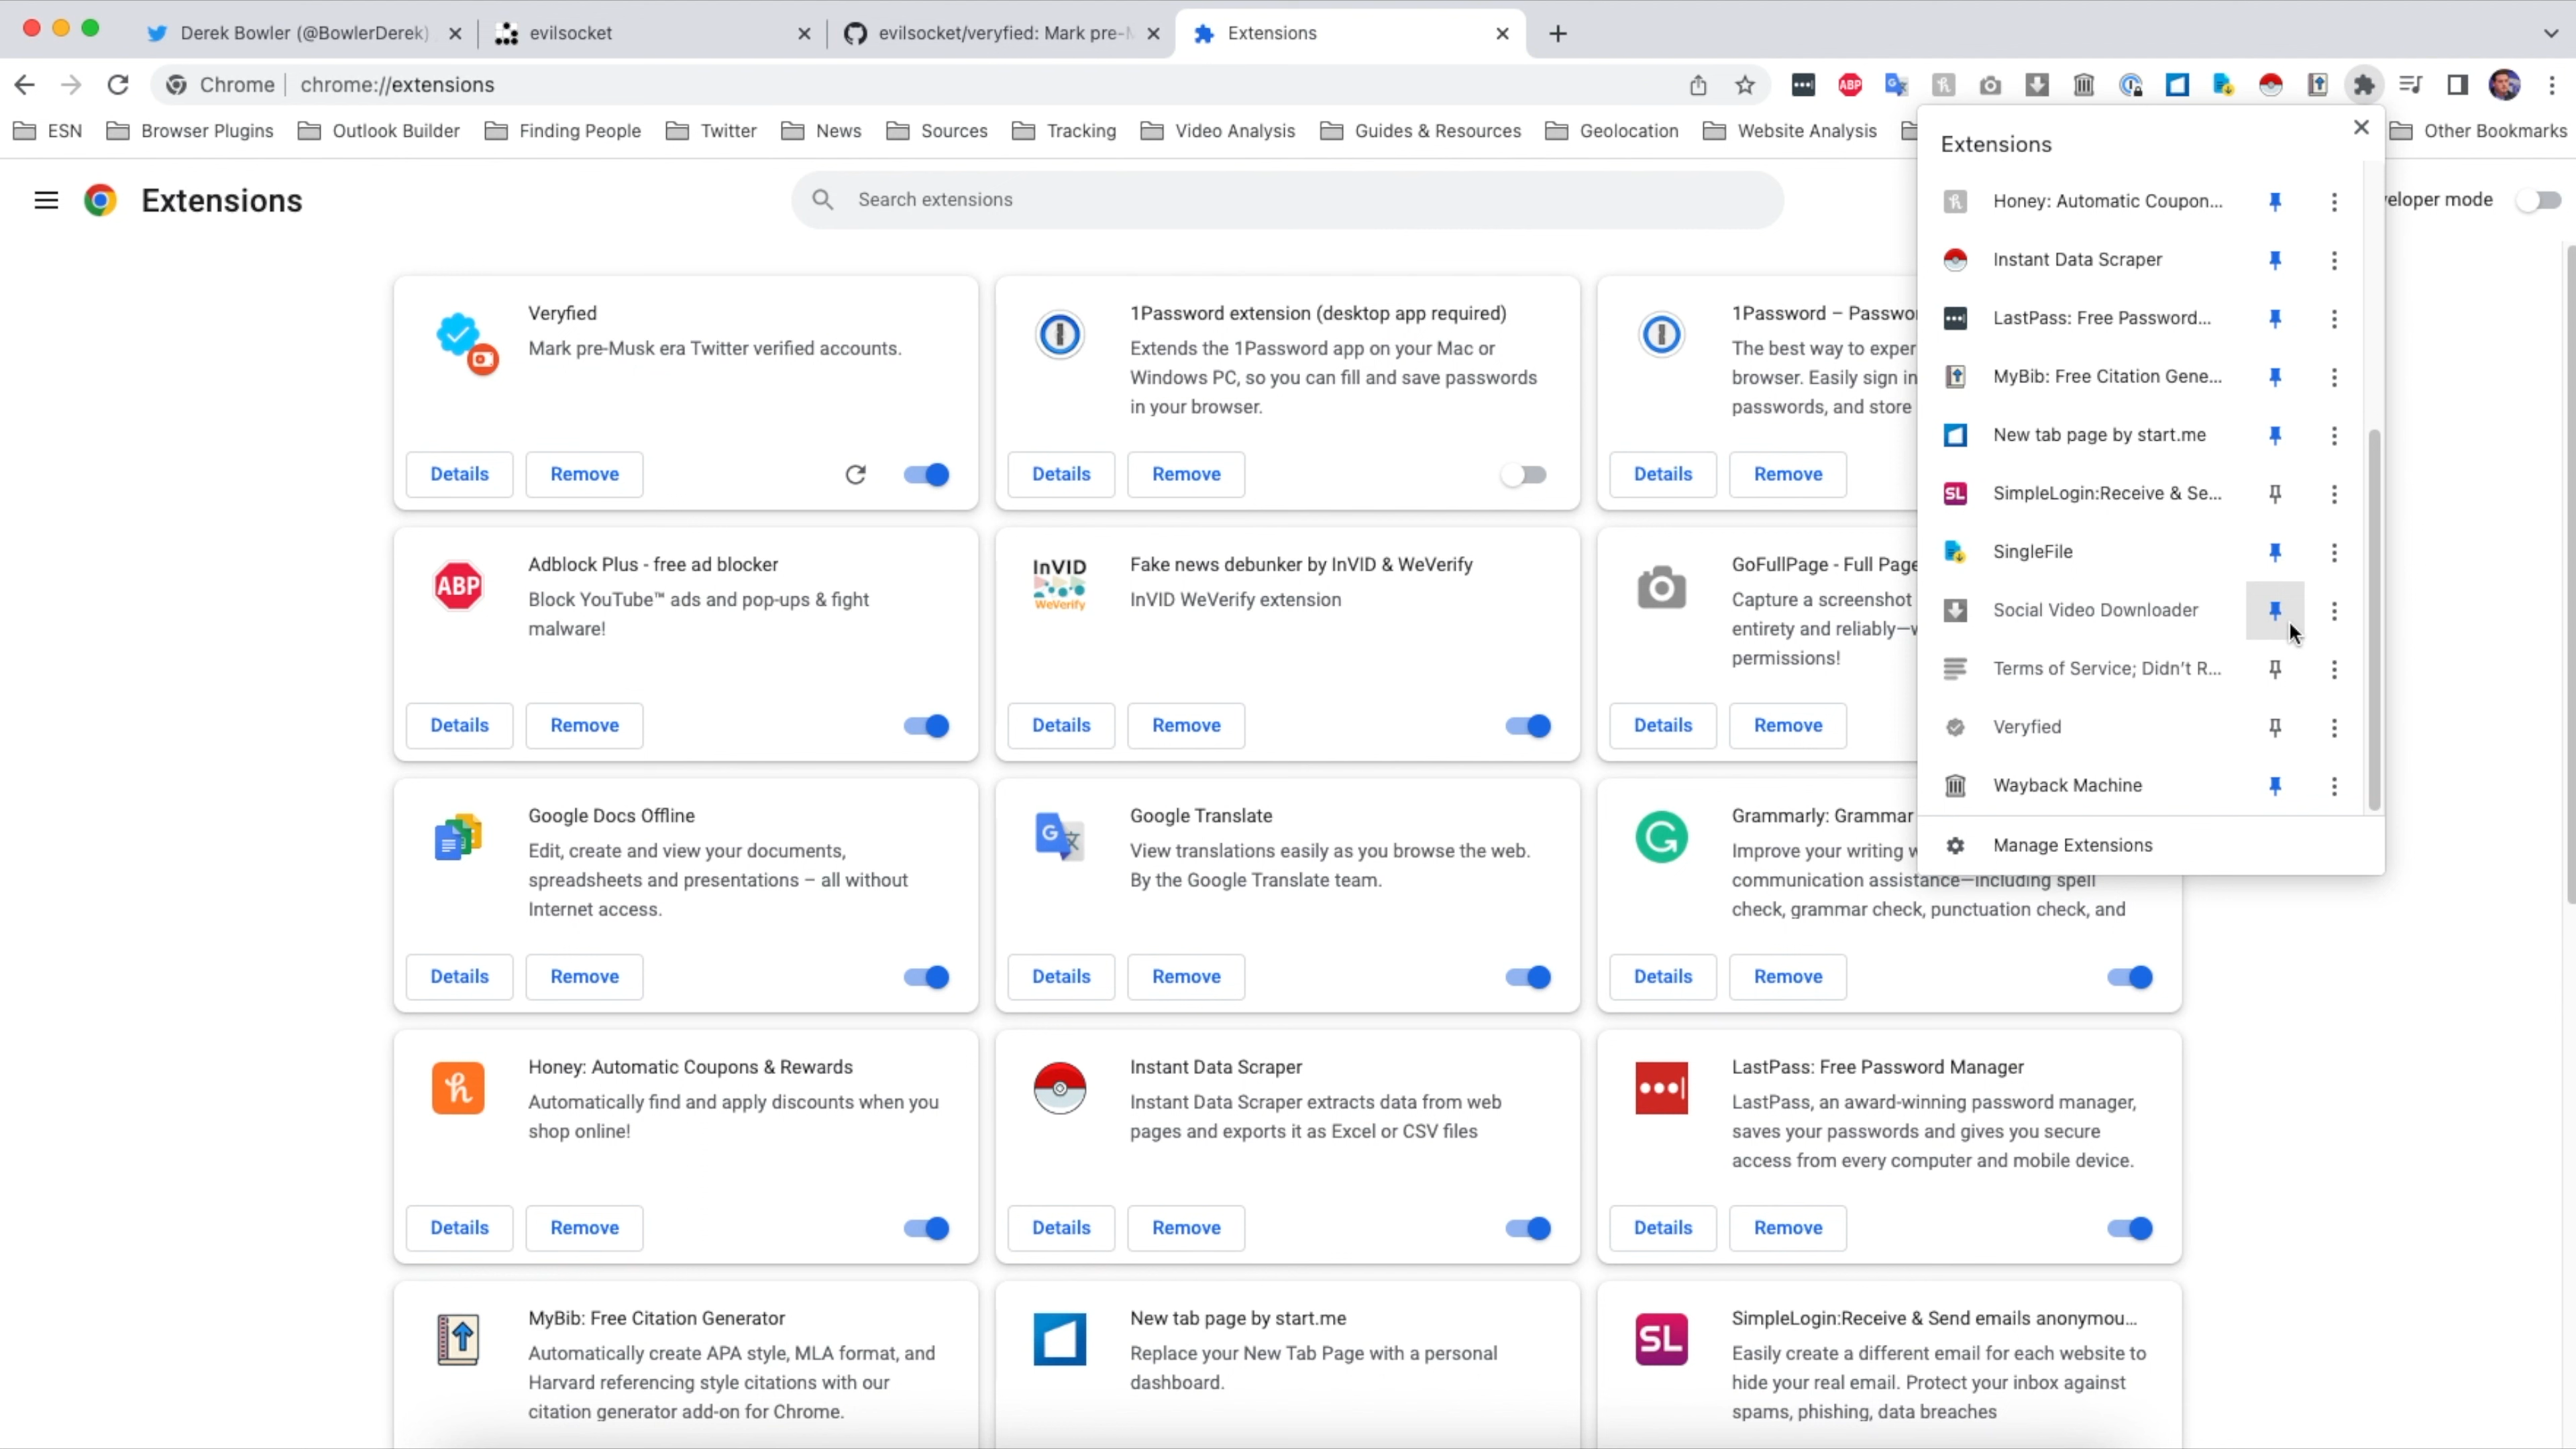 Derek Bowler (@BowlerDerek)
evilsocket
evilsocket/veryfied: Mark pre-M
Extensions
Chrome | chrome://extensions
ABP
ESN
Browser Plugins
Outlook Builder
Finding People
Twitter
News
Sources
Tracking
Video Analysis
Guides & Resources
Geolocation
Website Analysis
Other Bookmarks
Extensions
Search extensions
eloper mode
Veryfied
Mark pre-Musk era Twitter verified accounts.
Details
Remove
1Password extension (desktop app required)
Extends the 1Password app on your Mac or
Windows PC, so you can fill and save passwords
in your browser.
Details
Remove
1Password – Passwo
The best way to exper
browser. Easily sign in
passwords, and store
Details
Remove
ABP
Adblock Plus - free ad blocker
Block YouTube™ ads and pop-ups & fight
malware!
Details
Remove
InVID
WeVerify
Fake news debunker by InVID & WeVerify
InVID WeVerify extension
Details
Remove
GoFullPage - Full Page
Capture a screenshot
entirety and reliably—w
permissions!
Details
Remove
Google Docs Offline
Edit, create and view your documents,
spreadsheets and presentations – all without
Internet access.
Details
Remove
Google Translate
View translations easily as you browse the web.
By the Google Translate team.
Details
Remove
Grammarly: Grammar
Improve your writing w
communication assistance—including spell
check, grammar check, punctuation check, and
Details
Remove
Honey: Automatic Coupons & Rewards
Automatically find and apply discounts when you
shop online!
Details
Remove
Instant Data Scraper
Instant Data Scraper extracts data from web
pages and exports it as Excel or CSV files
Details
Remove
LastPass: Free Password Manager
LastPass, an award-winning password manager,
saves your passwords and gives you secure
access from every computer and mobile device.
Details
Remove
MyBib: Free Citation Generator
Automatically create APA style, MLA format, and
Harvard referencing style citations with our
citation generator add-on for Chrome.
New tab page by start.me
Replace your New Tab Page with a personal
dashboard.
SL
SimpleLogin:Receive & Send emails anonymou...
Easily create a different email for each website to
hide your real email. Protect your inbox against
spams, phishing, data breaches
Extensions
Honey: Automatic Coupon...
Instant Data Scraper
LastPass: Free Password...
MyBib: Free Citation Gene...
New tab page by start.me
SL
SimpleLogin:Receive & Se...
SingleFile
Social Video Downloader
Terms of Service; Didn't R...
Veryfied
Wayback Machine
Manage Extensions